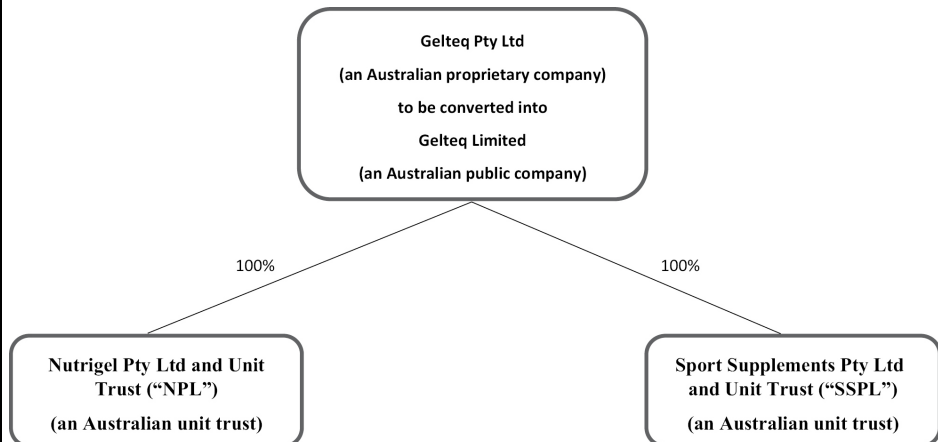 Gelteq Pty Ltd
(an Australian proprietary company)
to be converted into
Gelteq Limited
(an Australian public company)
100%
100%
Nutrigel Pty Ltd and Unit
Trust (“NPL”)
(an Australian unit trust)
Sport Supplements Pty Ltd
and Unit Trust (“SSPL”)
(an Australian unit trust)